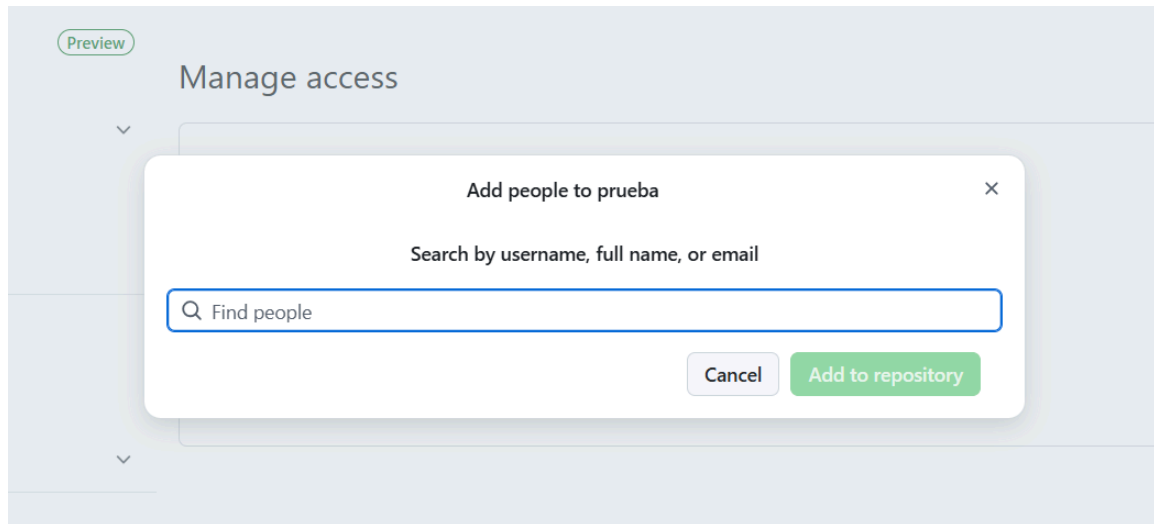 Preview
Manage access
Add people to prueba
Search by username, full name, or email
Find people
Cancel
Add to repository